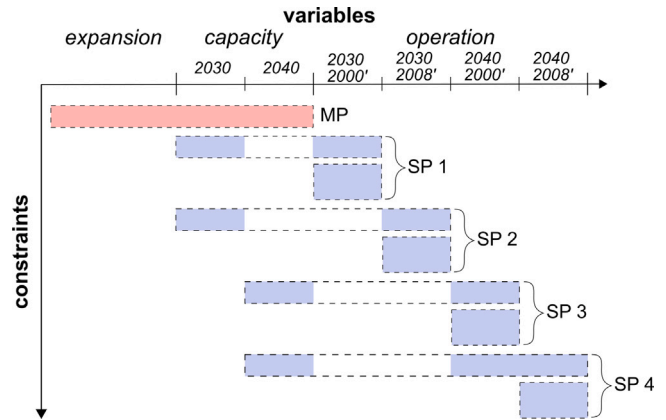 variables
expansion capacity operation
2030 2040 2030 2000' 2030 2008' 2040 2000' 2040 2008'
MP
SP 1
SP 2
SP 3
SP 4
constraints